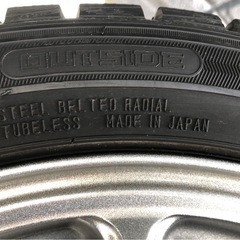 OUTSIDE
STEEL BELTED RADIAL
TUBELESS MADE IN JAPAN